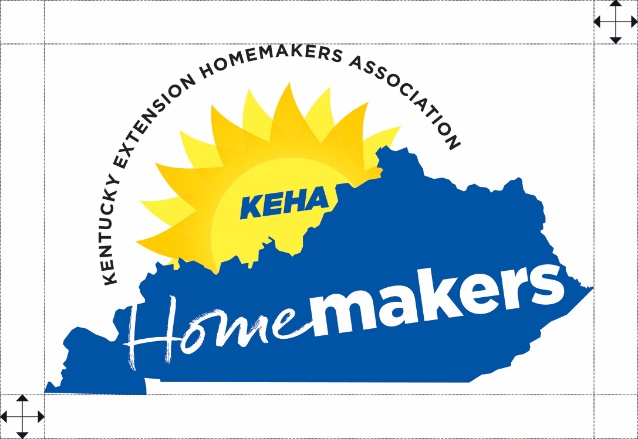 KENTUCKY EXTENSION HOMEMAKERS ASSOCIATION
KEHA
Homemakers